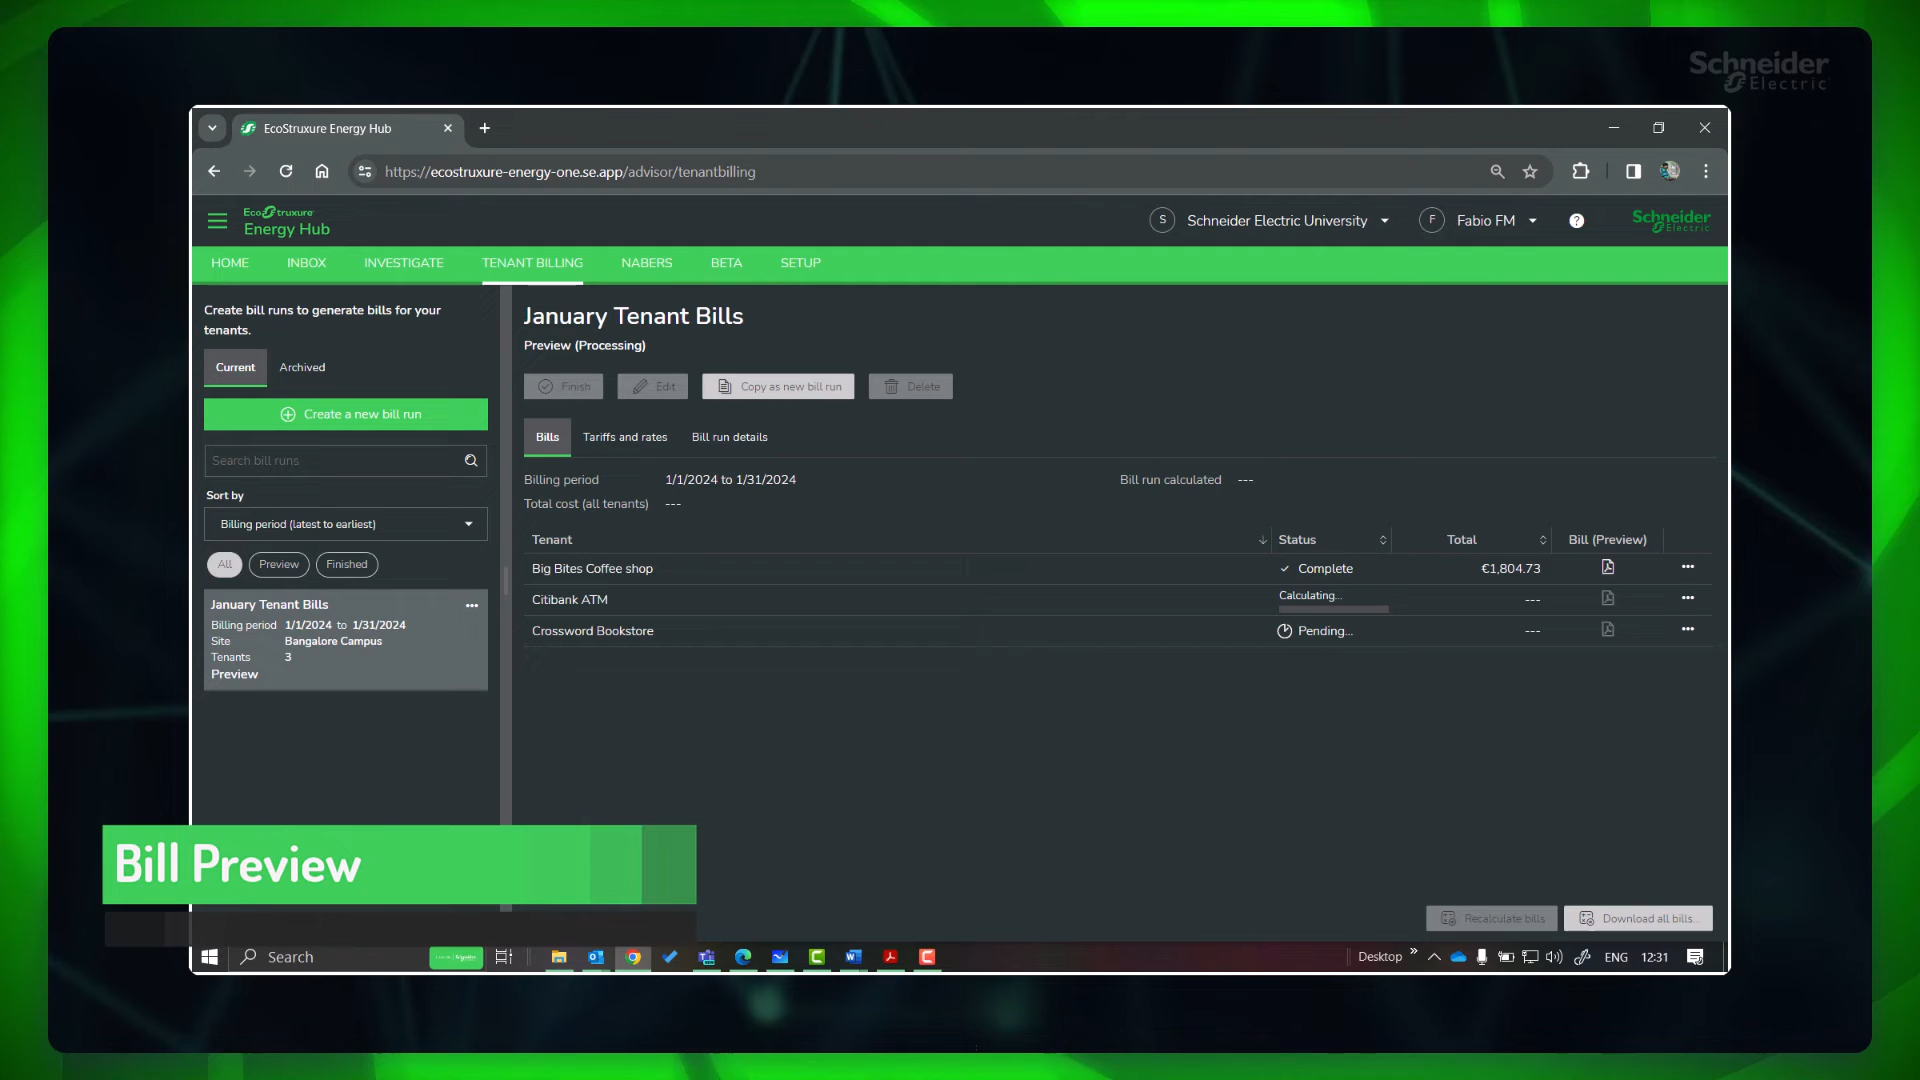 Schneider
Electric
EcoStruxure Energy Hub
https://ecostruxure-energy-one.se.app/advisor/tenantbilling
EcoStruxure
Energy Hub
S
Schneider Electric University
F
Fabio FM
?
Schneider
Electric
HOME
INBOX
INVESTIGATE
TENANT BILLING
NABERS
BETA
SETUP
Create bill runs to generate bills for your
tenants.
Current
Archived
Create a new bill run
Search bill runs
Sort by
Billing period (latest to earliest)
All
Preview
Finished
January Tenant Bills
Billing period 1/1/2024 to 1/31/2024
Site Bangalore Campus
Tenants 3
Preview
January Tenant Bills
Preview (Processing)
Finish
Edit
Copy as new bill run
Delete
Bills
Tariffs and rates
Bill run details
Billing period 1/1/2024 to 1/31/2024
Bill run calculated ---
Total cost (all tenants) ---
Tenant Status Total Bill (Preview)
Big Bites Coffee shop Complete €1,804.73
Citibank ATM Calculating... ---
Crossword Bookstore Pending... ---
Recalculate bills
Download all bills...
Bill Preview
Search
Desktop
ENG
12:31